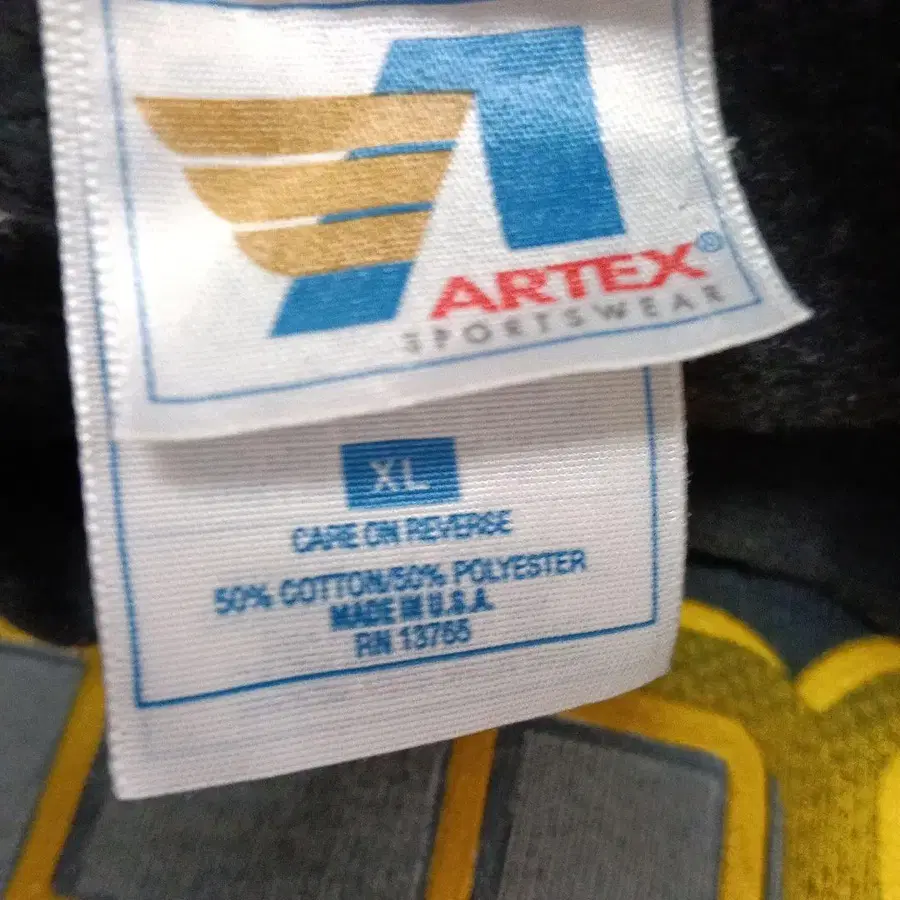 ARTEX®
SPORTSWEAR
XL
CARE ON REVERSE
50% COTTON/50% POLYESTER
MADE IN U.S.A.
RN 13765